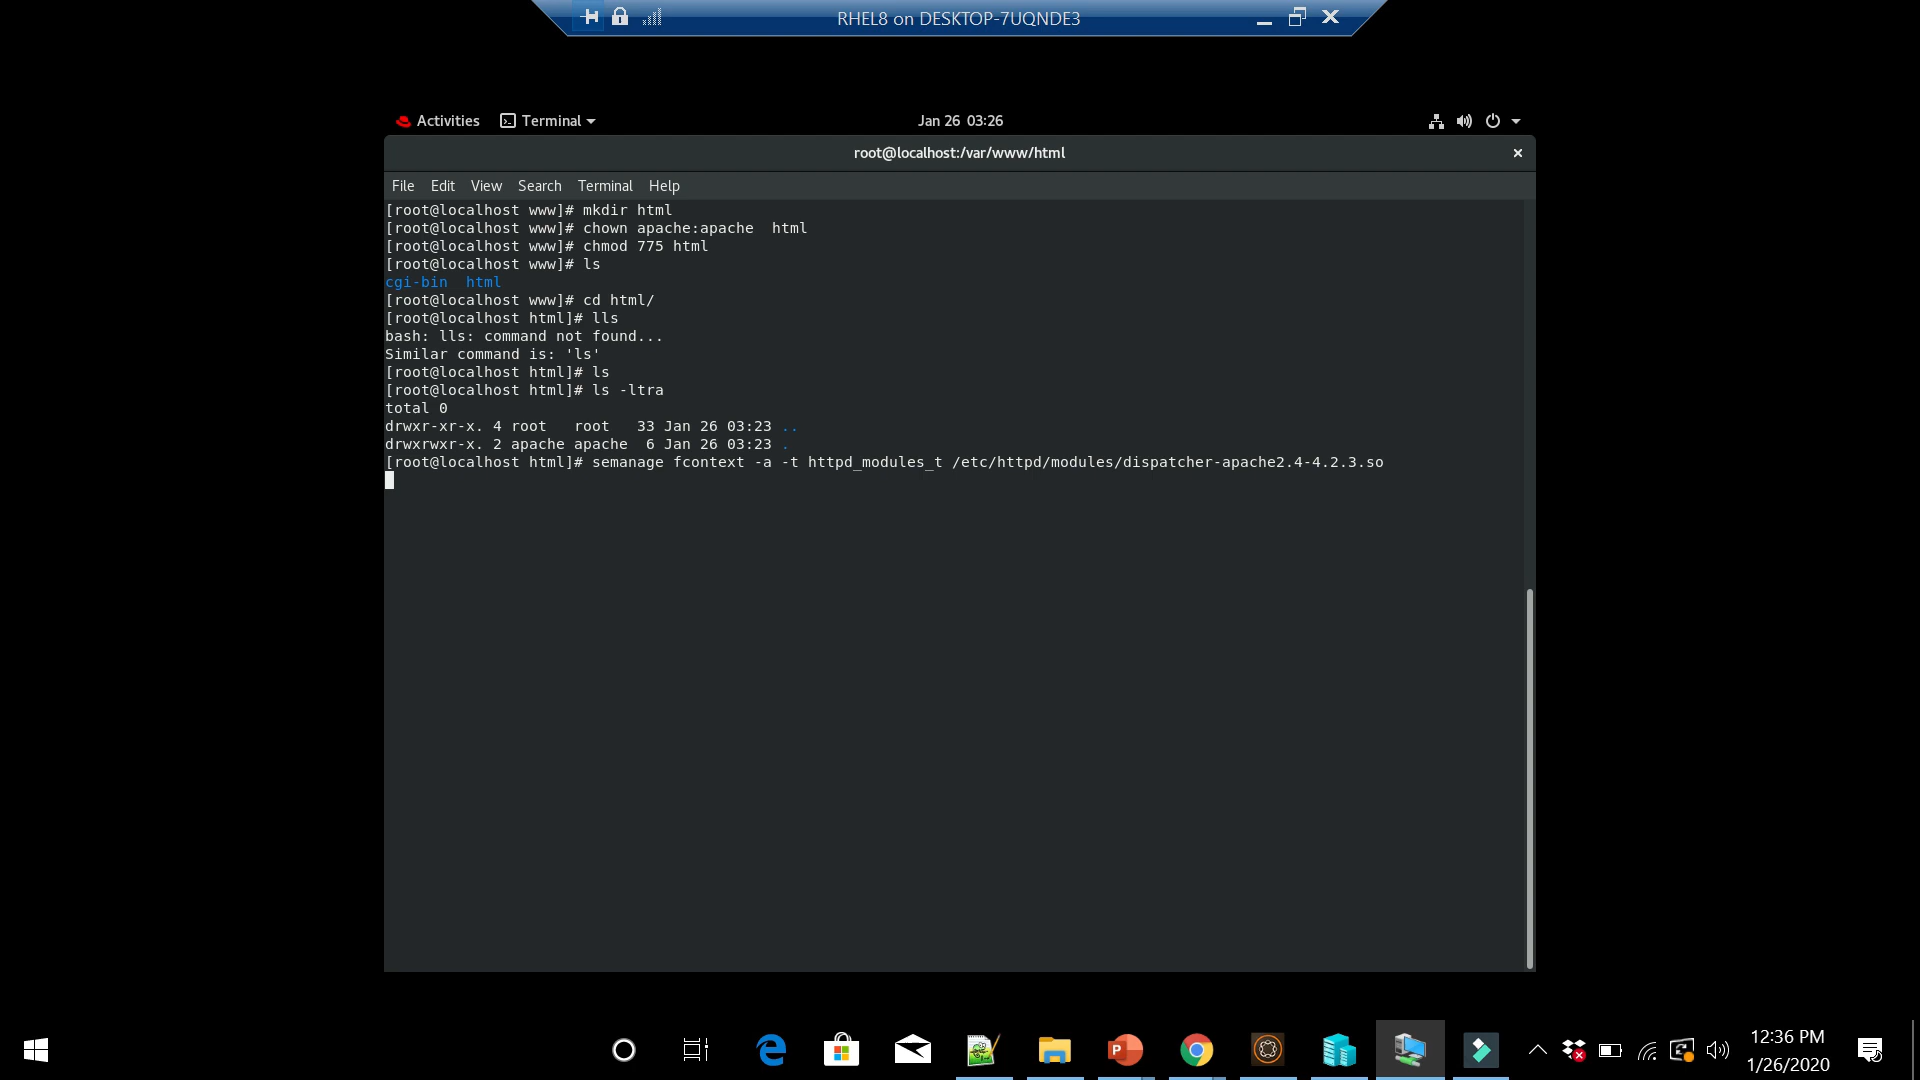 RHEL8 on DESKTOP-7UQNDE3
Activities Terminal Jan 26 03:26
root@localhost:/var/www/html
File Edit View Search Terminal Help
[root@localhost www]# mkdir html
[root@localhost www]# chown apache:apache  html
[root@localhost www]# chmod 775 html
[root@localhost www]# ls
cgi-bin  html
[root@localhost www]# cd html/
[root@localhost html]# lls
bash: lls: command not found...
Similar command is: 'ls'
[root@localhost html]# ls
[root@localhost html]# ls -ltra
total 0
drwxr-xr-x. 4 root   root   33 Jan 26 03:23 ..
drwxrwxr-x. 2 apache apache  6 Jan 26 03:23 .
[root@localhost html]# semanage fcontext -a -t httpd_modules_t /etc/httpd/modules/dispatcher-apache2.4-4.2.3.so
12:36 PM
1/26/2020